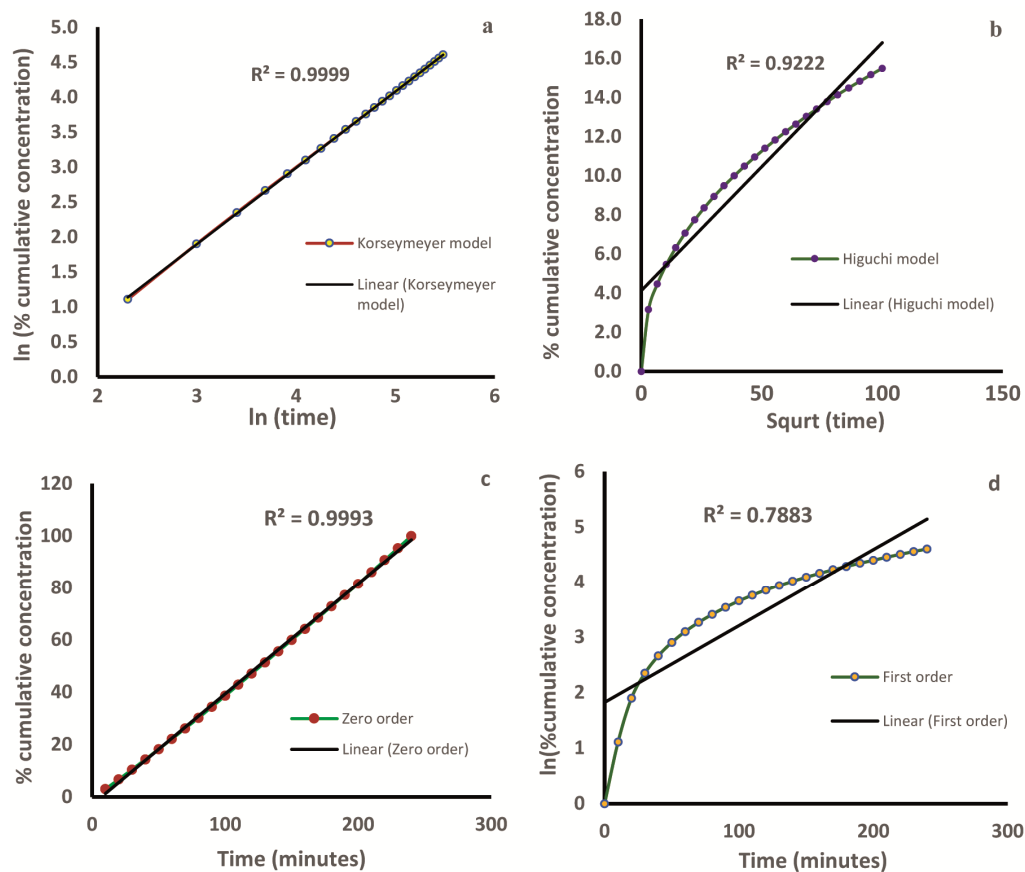 a
R² = 0.9999
ln (% cumulative concentration)
5.0
4.5
4.0
3.5
3.0
2.5
2.0
1.5
1.0
0.5
0.0
2
3
4
5
6
ln (time)
Korseymeyer model
Linear (Korseymeyer
model)
b
R² = 0.9222
% cumulative concentration
18.0
16.0
14.0
12.0
10.0
8.0
6.0
4.0
2.0
0.0
0
50
100
150
Squrt (time)
Higuchi model
Linear (Higuchi model)
c
R² = 0.9993
% cumulative concentration
120
100
80
60
40
20
0
0
100
200
300
Time (minutes)
Zero order
Linear (Zero order)
d
R² = 0.7883
ln(%cumulative concentration)
6
5
4
3
2
1
0
0
100
200
300
Time (minutes)
First order
Linear (First order)